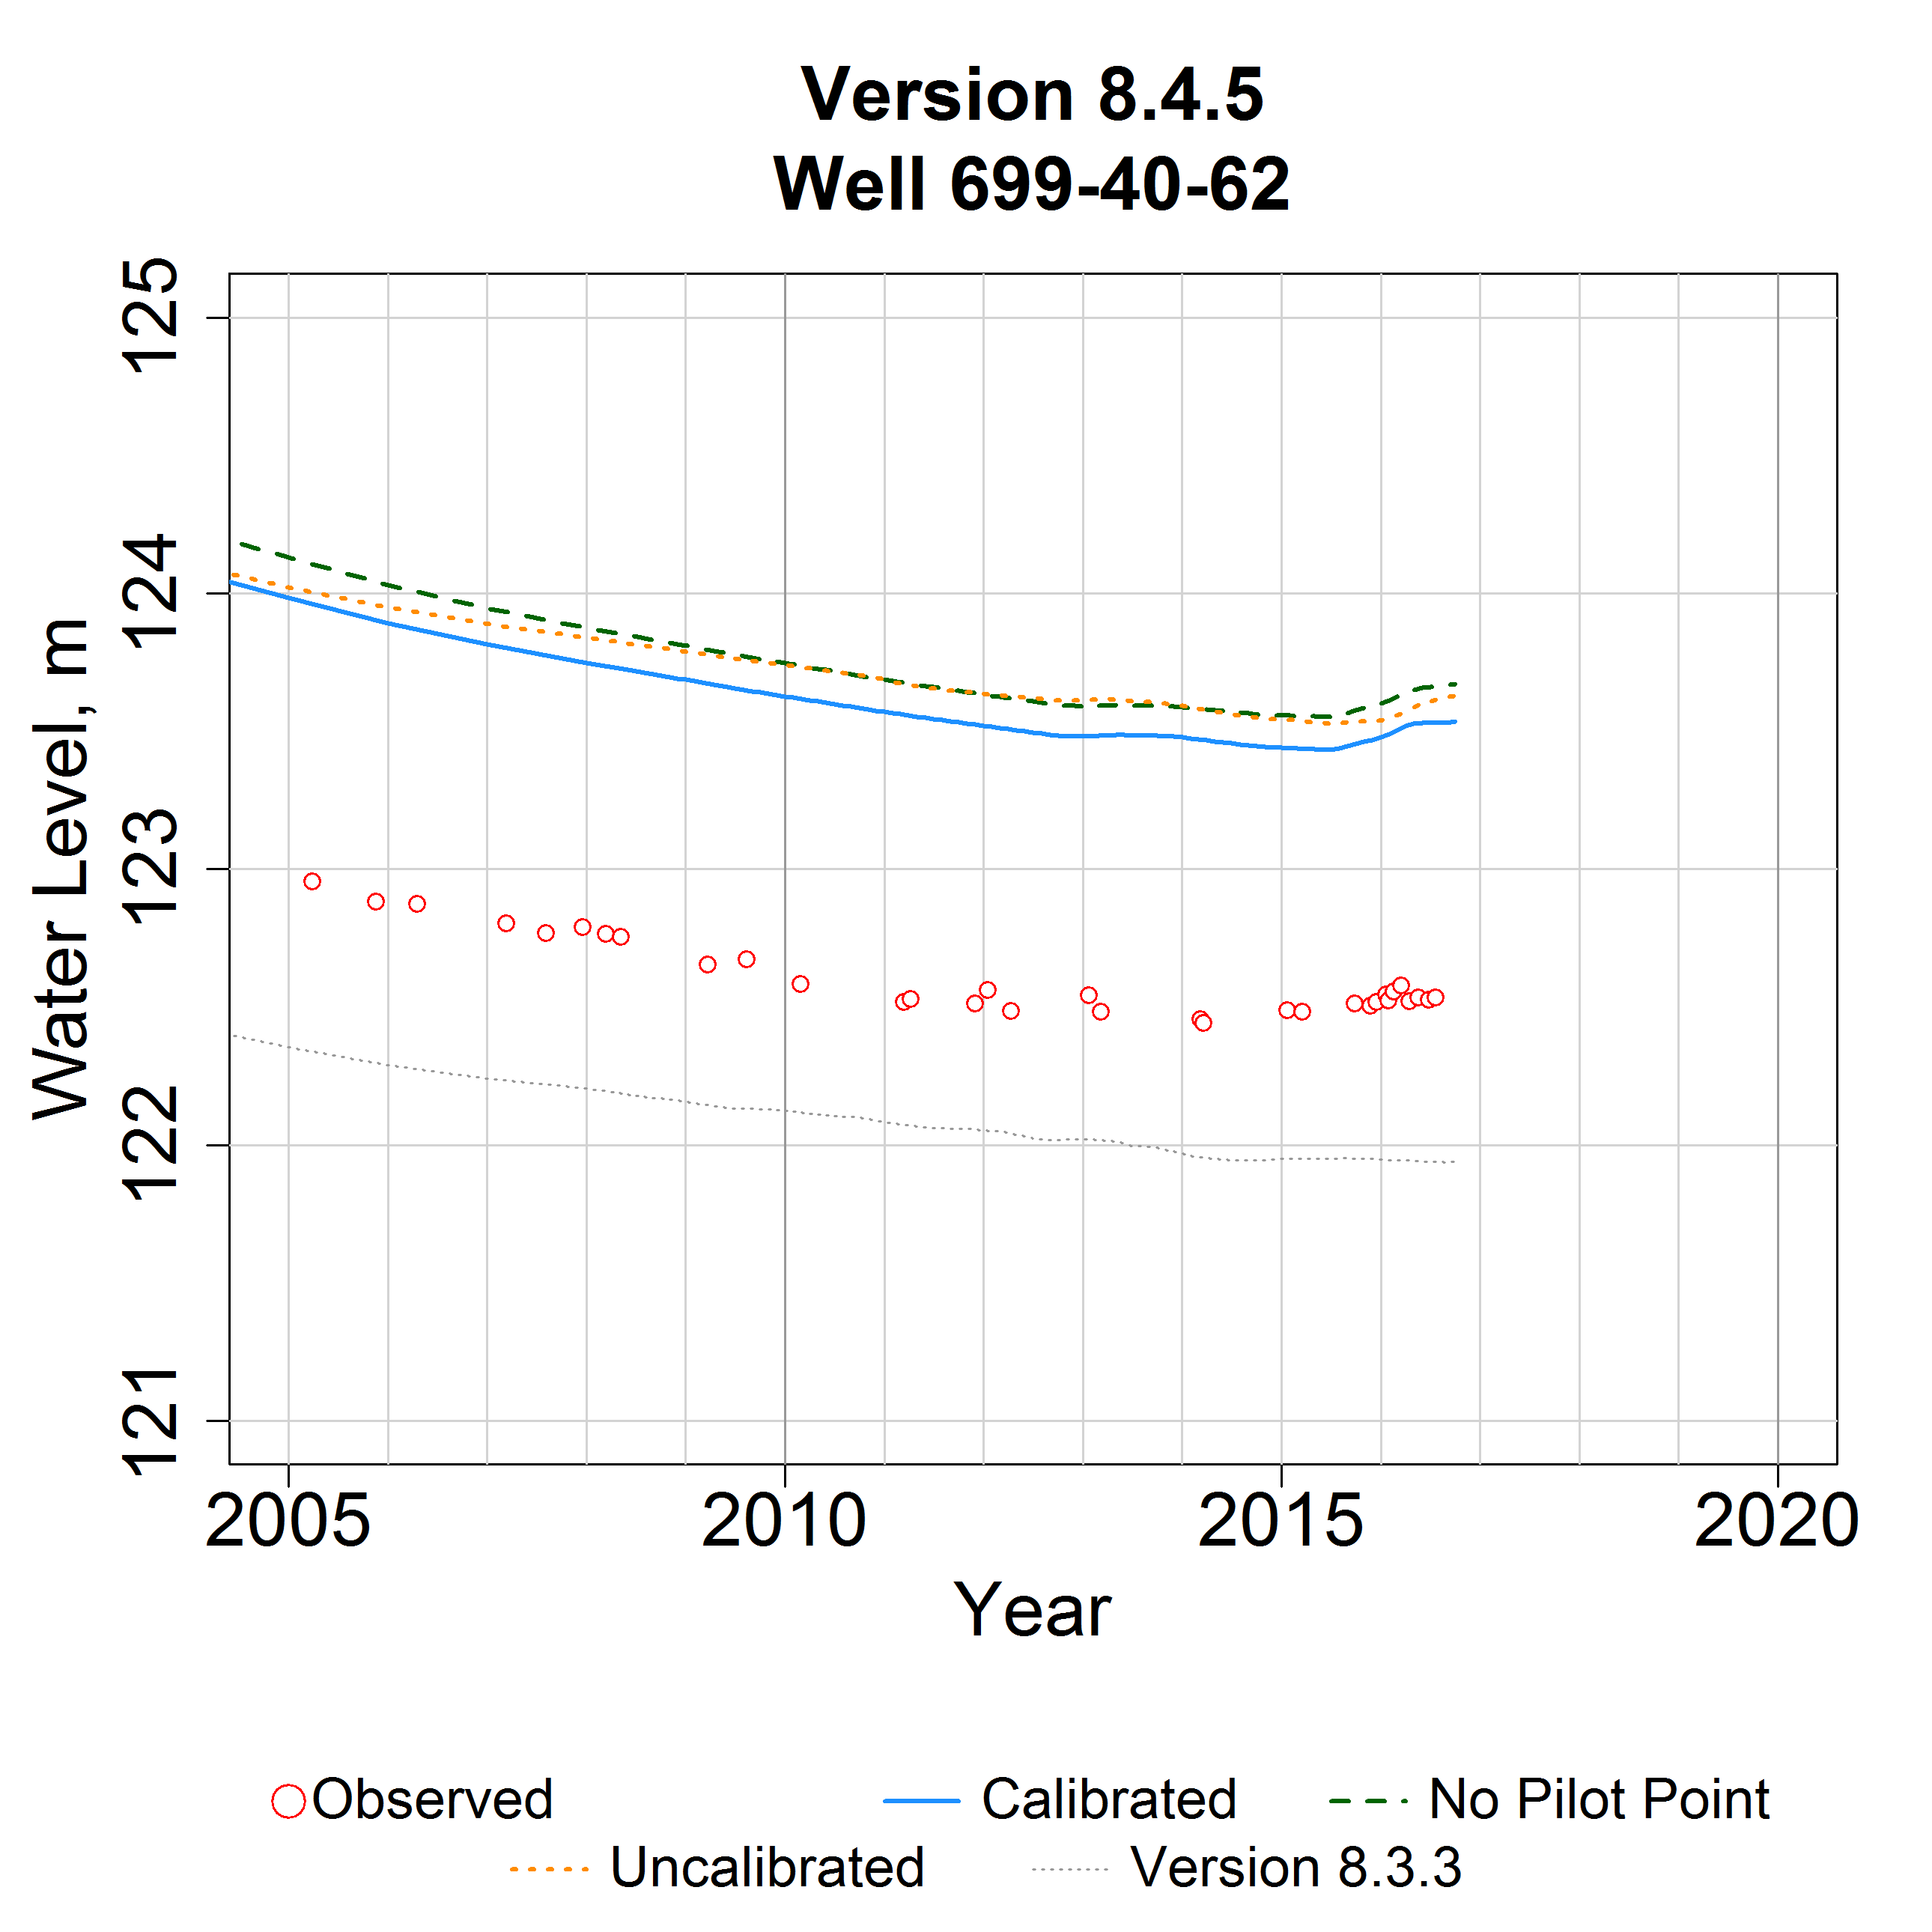 Version 8.4.5
Well 699-40-62
125
124
123
122
121
Water Level, m
2005 2010 2015 2020
Year
Observed Calibrated No Pilot Point
Uncalibrated Version 8.3.3